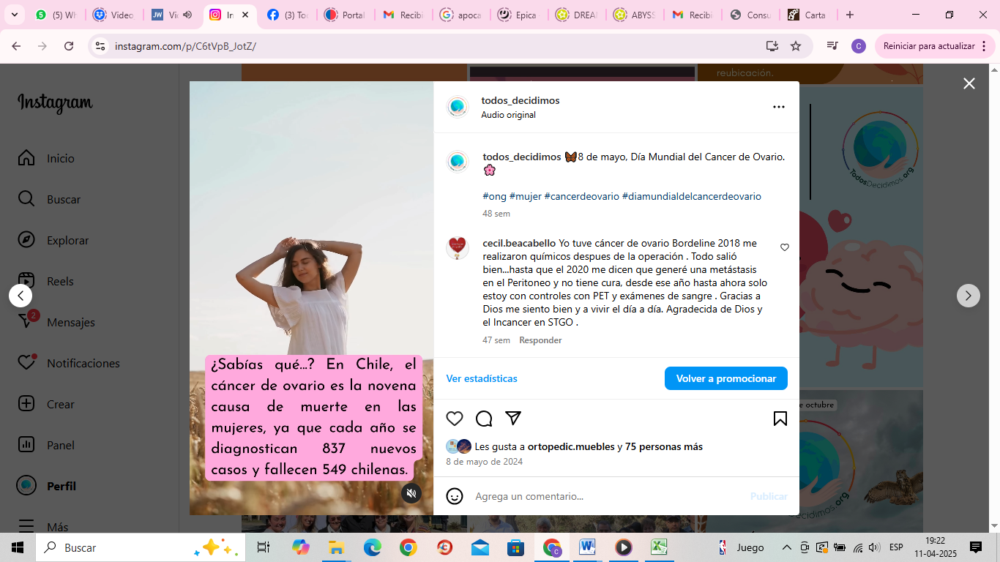 (5) Wh
Video
Vi
In
(3) Too
Portal
Recibi
apoca
Epica
DREA
ABYSS
Recibi
Consu
Carta
instagram.com/p/C6tVpB_JotZ/
C
Reiniciar para actualizar
reubicación.
Instagram
Inicio
Buscar
Explorar
Reels
2
Mensajes
Notificaciones
Crear
Panel
Perfil
Más
¿Sabías qué...? En Chile, el
cáncer de ovario es la novena
causa de muerte en las
mujeres, ya que cada año se
diagnostican 837 nuevos
casos y fallecen 549 chilenas.
todos_decidimos
Audio original
todos_decidimos 🦋8 de mayo, Día Mundial del Cancer de Ovario.
🌸
#ong #mujer #cancerdeovario #diamundialdelcancerdeovario
48 sem
cecil.beacabello Yo tuve cáncer de ovario Bordeline 2018 me
realizaron químicos despues de la operación . Todo salió
bien...hasta que el 2020 me dicen que generé una metástasis
en el Peritoneo y no tiene cura, desde ese año hasta ahora solo
estoy con controles con PET y exámenes de sangre . Gracias a
Dios me siento bien y a vivir el día a día. Agradecida de Dios y
el Incancer en STGO .
47 sem Responder
Ver estadísticas
Volver a promocionar
Les gusta a ortopedic.muebles y 75 personas más
8 de mayo de 2024
Agrega un comentario...
Publicar
TodosDecidimos.org
e octubre
decidimos.org
Buscar
Juego
ESP
19:22
11-04-2025